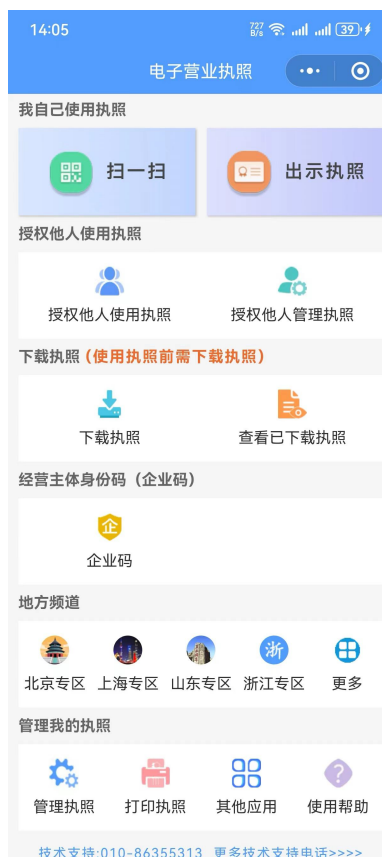 14:05 727 B/s 39
电子营业执照
我自己使用执照
扫一扫 出示执照
授权他人使用执照
授权他人使用执照 授权他人管理执照
下载执照(使用执照前需下载执照)
下载执照 查看已下载执照
经营主体身份码（企业码）
企
企业码
地方频道
浙
北京专区 上海专区 山东专区 浙江专区 更多
管理我的执照
管理执照 打印执照 其他应用 使用帮助
技术支持:010-86355313 更多技术支持电话>>>>